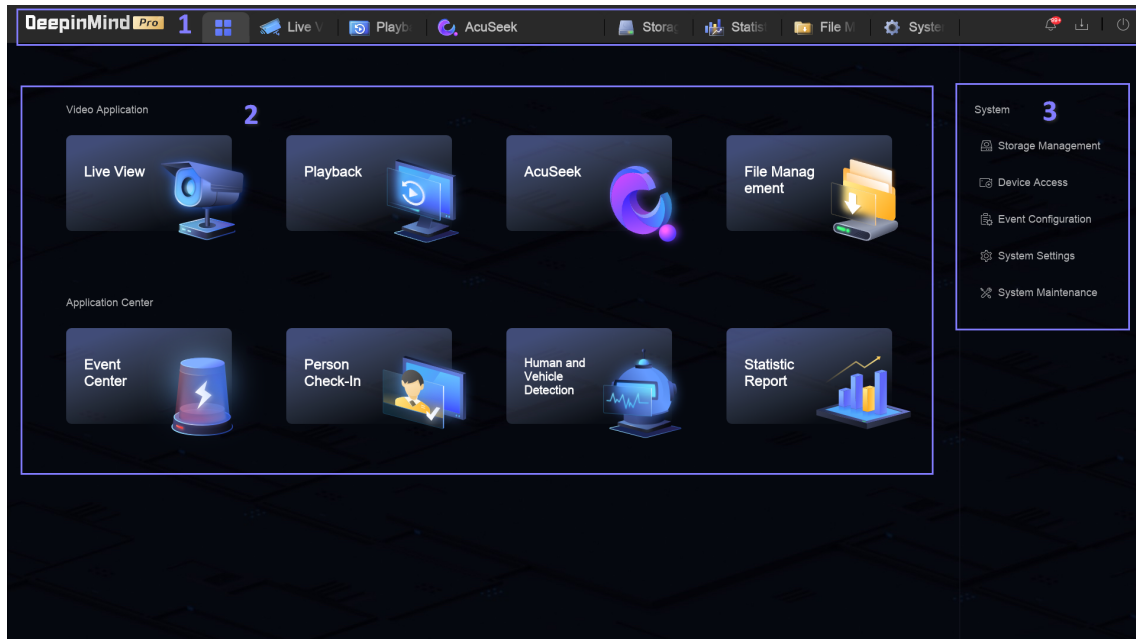 DeepinMind Pro 1 Live V Playb AcuSeek Storag Statist File M System 99+
Video Application 2
Live View
Playback
AcuSeek
File Manag
ement
Application Center
Event
Center
Person
Check-In
Human and
Vehicle
Detection
Statistic
Report
System 3
Storage Management
Device Access
Event Configuration
System Settings
System Maintenance